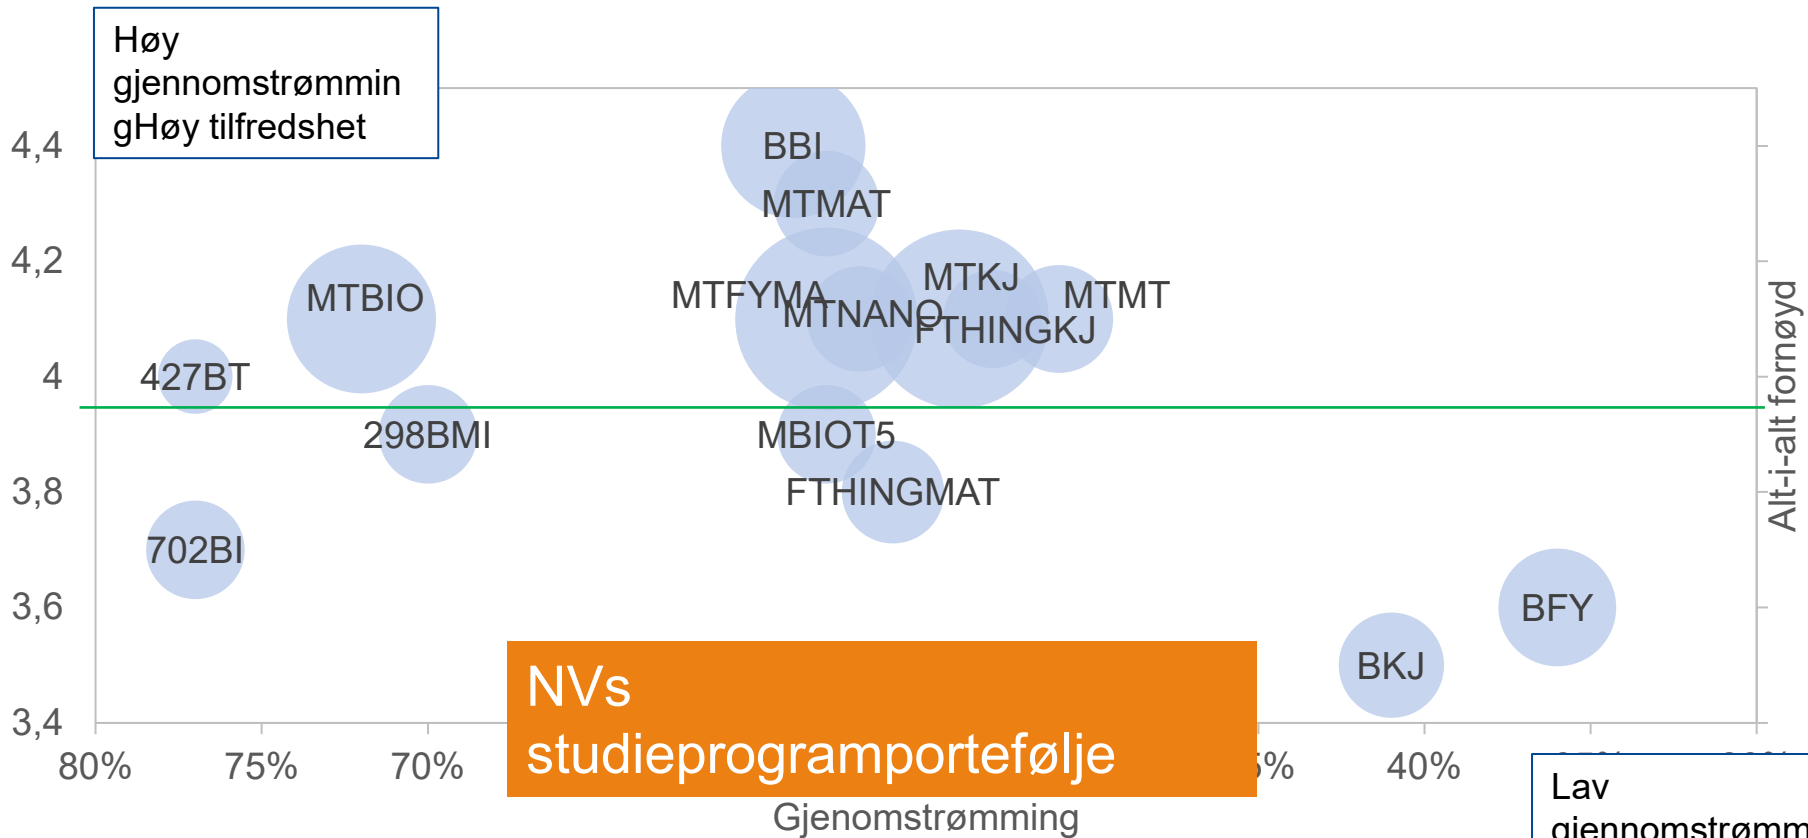 Høy
gjennomstrømmin
gHøy tilfredshet
4,4
4,2
4
3,8
3,6
3,4
BBI
MTMAT
MTBIO
MTFYMA
MTNANO
MTKJ
FTHINGKJ
MTMT
427BT
298BMI
MBIOT5
FTHINGMAT
702BI
BFY
BKJ
Alt-i-alt fornøyd
NVs
studieprogramportefølje
80%
75%
70%
40%
Gjenomstrømming
Lav